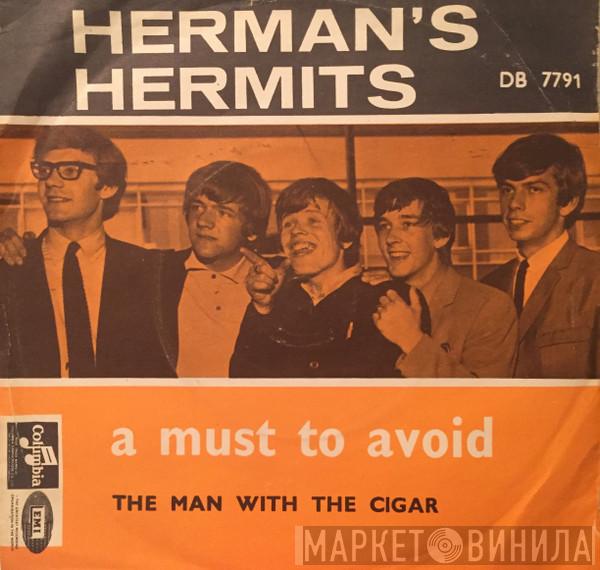 HERMAN'S
HERMITS
DB 7791
a must to avoid
THE MAN WITH THE CIGAR
Columbia
EMI
МАРКЕТ ВИНИЛА